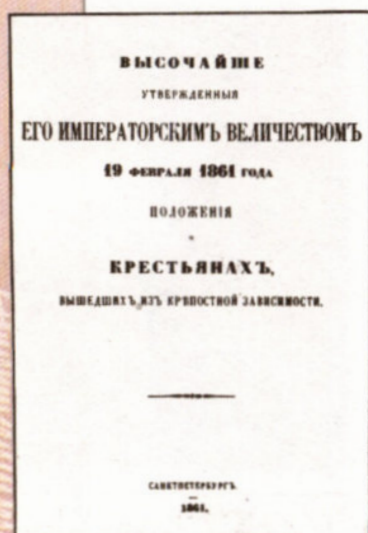 ВЫСОЧАЙШЕ
УТВЕРЖДЕННЫЯ
ЕГО ИМПЕРАТОРСКИМЪ ВЕЛИЧЕСТВОМЪ
19 ФЕВРАЛЯ 1861 ГОДА
ПОЛОЖЕНІЯ
О
КРЕСТЬЯНАХЪ,
ВЫШЕДШИХЪ ИЗЪ КРѢПОСТНОЙ ЗАВИСИМОСТИ.
САНКТПЕТЕРБУРГЪ.
1861.